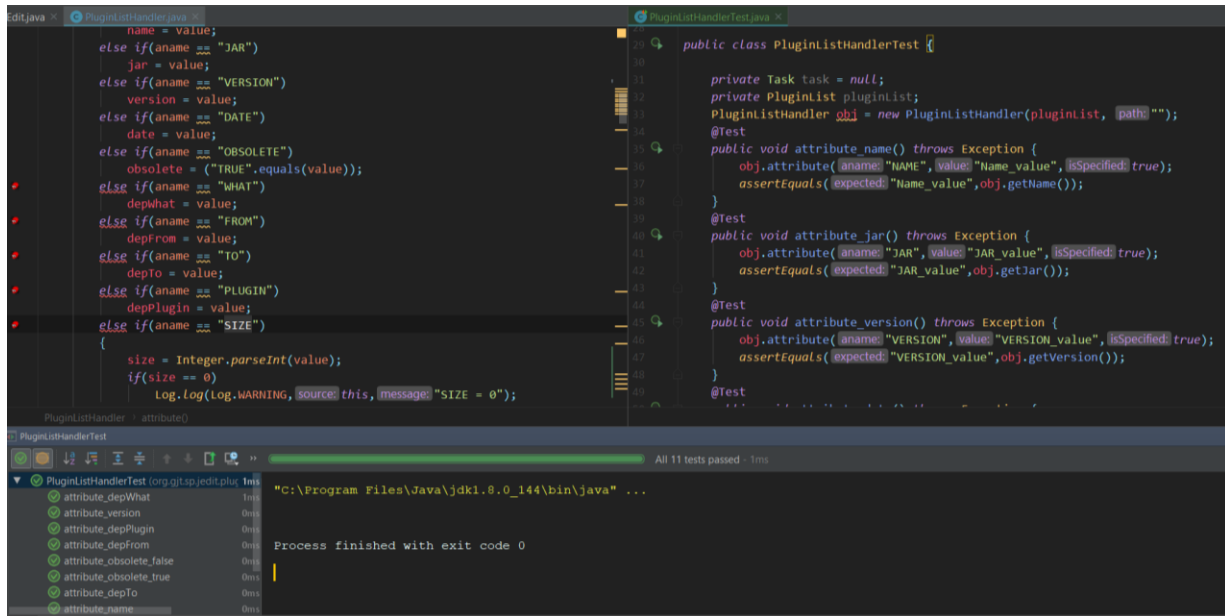 Edit.java × PluginListHandler.java ×
name = value;
else if(aname == "JAR")
jar = value;
else if(aname == "VERSION")
version = value;
else if(aname == "DATE")
date = value;
else if(aname == "OBSOLETE")
obsolete = ("TRUE".equals(value));
else if(aname == "WHAT")
depWhat = value;
else if(aname == "FROM")
depFrom = value;
else if(aname == "TO")
depTo = value;
else if(aname == "PLUGIN")
depPlugin = value;
else if(aname == "SIZE")
{
size = Integer.parseInt(value);
if(size == 0)
Log.log(Log.WARNING, source: this, message: "SIZE = 0");
PluginListHandler › attribute()
PluginListHandlerTest.java ×
28
29 public class PluginListHandlerTest {
30
31 private Task task = null;
32 private PluginList pluginList;
33 PluginListHandler obj = new PluginListHandler(pluginList, path: "");
34 @Test
35 public void attribute_name() throws Exception {
36 obj.attribute( aname: "NAME", value: "Name_value", isSpecified: true);
37 assertEquals( expected: "Name_value",obj.getName());
38 }
39 @Test
40 public void attribute_jar() throws Exception {
41 obj.attribute( aname: "JAR", value: "JAR_value", isSpecified: true);
42 assertEquals( expected: "JAR_value",obj.getJar());
43 }
44 @Test
45 public void attribute_version() throws Exception {
46 obj.attribute( aname: "VERSION", value: "VERSION_value", isSpecified: true);
47 assertEquals( expected: "VERSION_value",obj.getVersion());
48 }
49 @Test
PluginListHandlerTest
All 11 tests passed - 1ms
PluginListHandlerTest (org.gjt.sp.jedit.plug 1ms
attribute_depWhat 1ms
attribute_version 0ms
attribute_depPlugin 0ms
attribute_depFrom 0ms
attribute_obsolete_false 0ms
attribute_obsolete_true 0ms
attribute_depTo 0ms
attribute_name 0ms
"C:\Program Files\Java\jdk1.8.0_144\bin\java" ...
Process finished with exit code 0